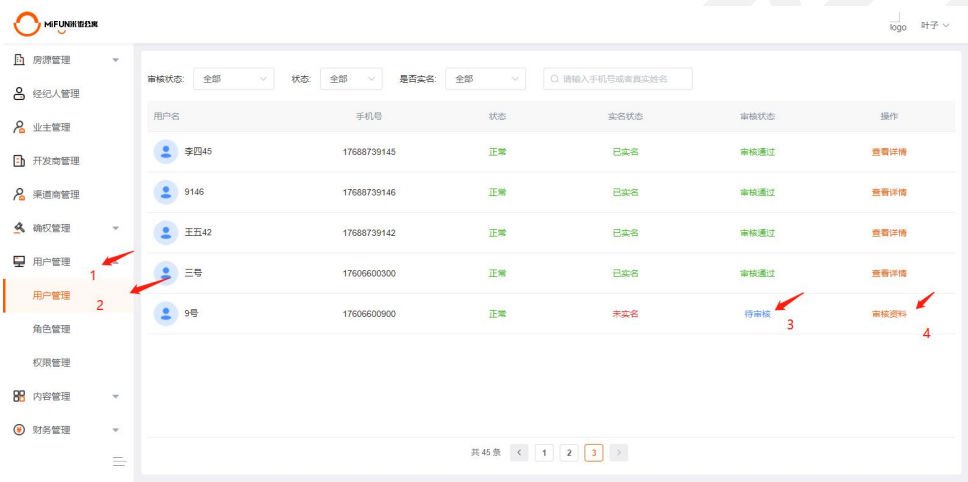 MiFUN米饭公寓
logo 叶子
房源管理
经纪人管理
业主管理
开发商管理
渠道商管理
确权管理
用户管理
1
用户管理
2
角色管理
权限管理
内容管理
财务管理
审核状态: 全部 状态: 全部 是否实名: 全部 请输入手机号或者真实姓名
用户名 手机号 状态 实名状态 审核状态 操作
李四45 17688739145 正常 已实名 审核通过 查看详情
9146 17688739146 正常 已实名 审核通过 查看详情
王五42 17688739142 正常 已实名 审核通过 查看详情
三号 17606600300 正常 已实名 审核通过 查看详情
9号 17606600900 正常 未实名 待审核 审核资料
3 4
共 45 条 < 1 2 3 >